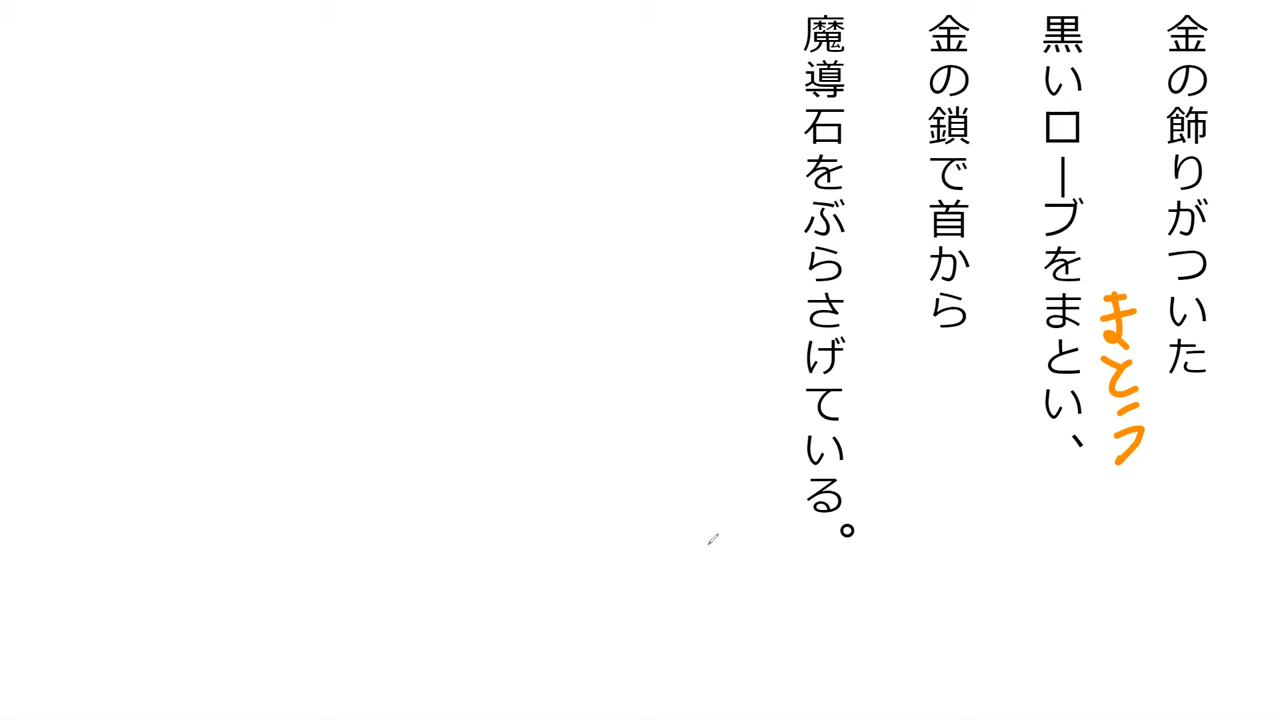 金の飾りがついた
まとう
黒いローブをまとい、
金の鎖で首から
魔導石をぶらさげている。